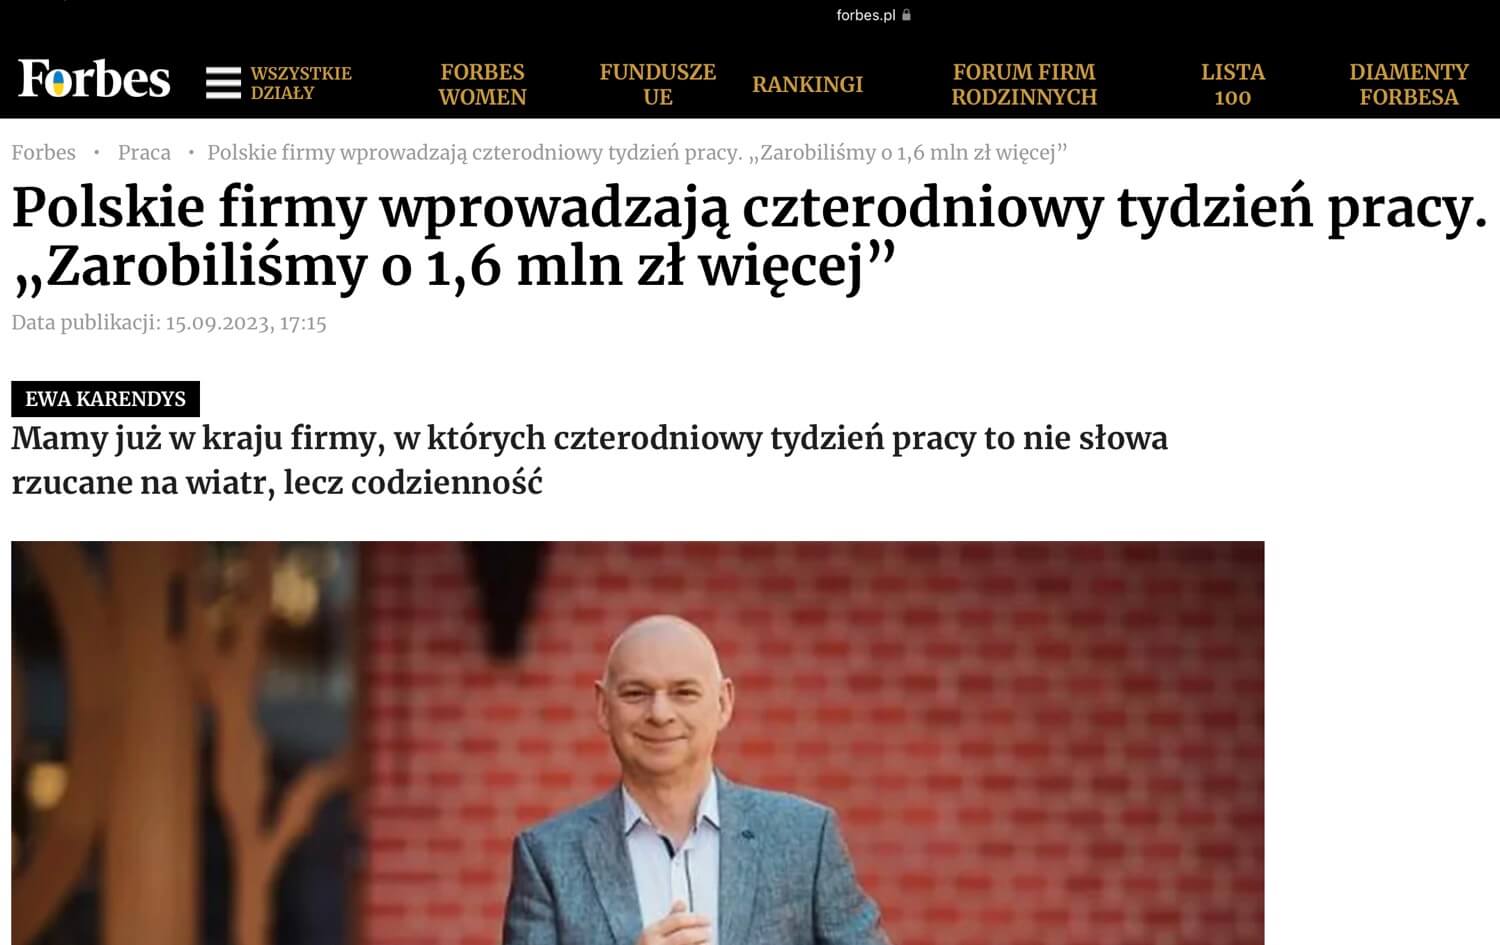 forbes.pl
Forbes
WSZYSTKIE
DZIAŁY
FORBES
WOMEN
FUNDUSZE
UE
RANKINGI
FORUM FIRM
RODZINNYCH
LISTA
100
DIAMENTY
FORBESA
Forbes • Praca • Polskie firmy wprowadzają czterodniowy tydzień pracy. „Zarobiliśmy o 1,6 mln zł więcej”
Polskie firmy wprowadzają czterodniowy tydzień pracy.
„Zarobiliśmy o 1,6 mln zł więcej”
Data publikacji: 15.09.2023, 17:15
EWA KARENDYS
Mamy już w kraju firmy, w których czterodniowy tydzień pracy to nie słowa
rzucane na wiatr, lecz codzienność